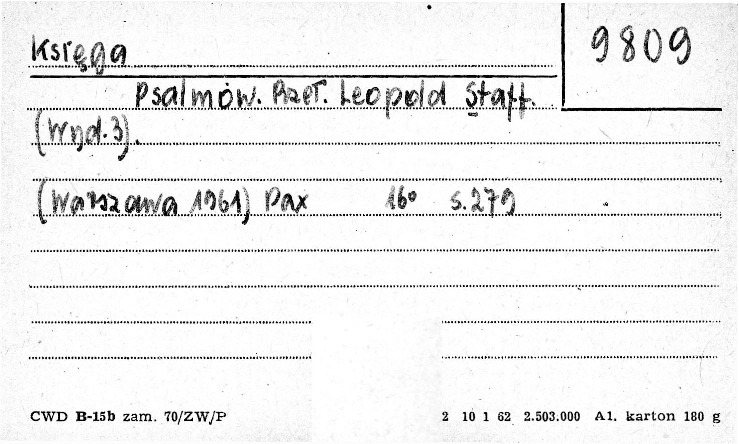 Księga
9809
Psalmów. Przeł. Leopold Staff.
(Wyd. 3).
(Warszawa 1961) Pax 16° s. 279
CWD B-15b zam. 70/ZW/P
2 10 1 62 2.503.000 A1. karton 180 g